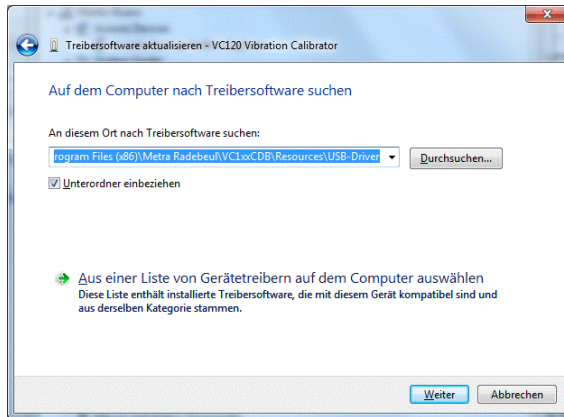 Treibersoftware aktualisieren - VC120 Vibration Calibrator
Auf dem Computer nach Treibersoftware suchen
An diesem Ort nach Treibersoftware suchen:
rogram Files (x86)\Metra Radebeul\VC1xxCDB\Resources\USB-Driver
Durchsuchen...
Unterordner einbeziehen
Aus einer Liste von Gerätetreibern auf dem Computer auswählen
Diese Liste enthält installierte Treibersoftware, die mit diesem Gerät kompatibel sind und
aus derselben Kategorie stammen.
Weiter
Abbrechen